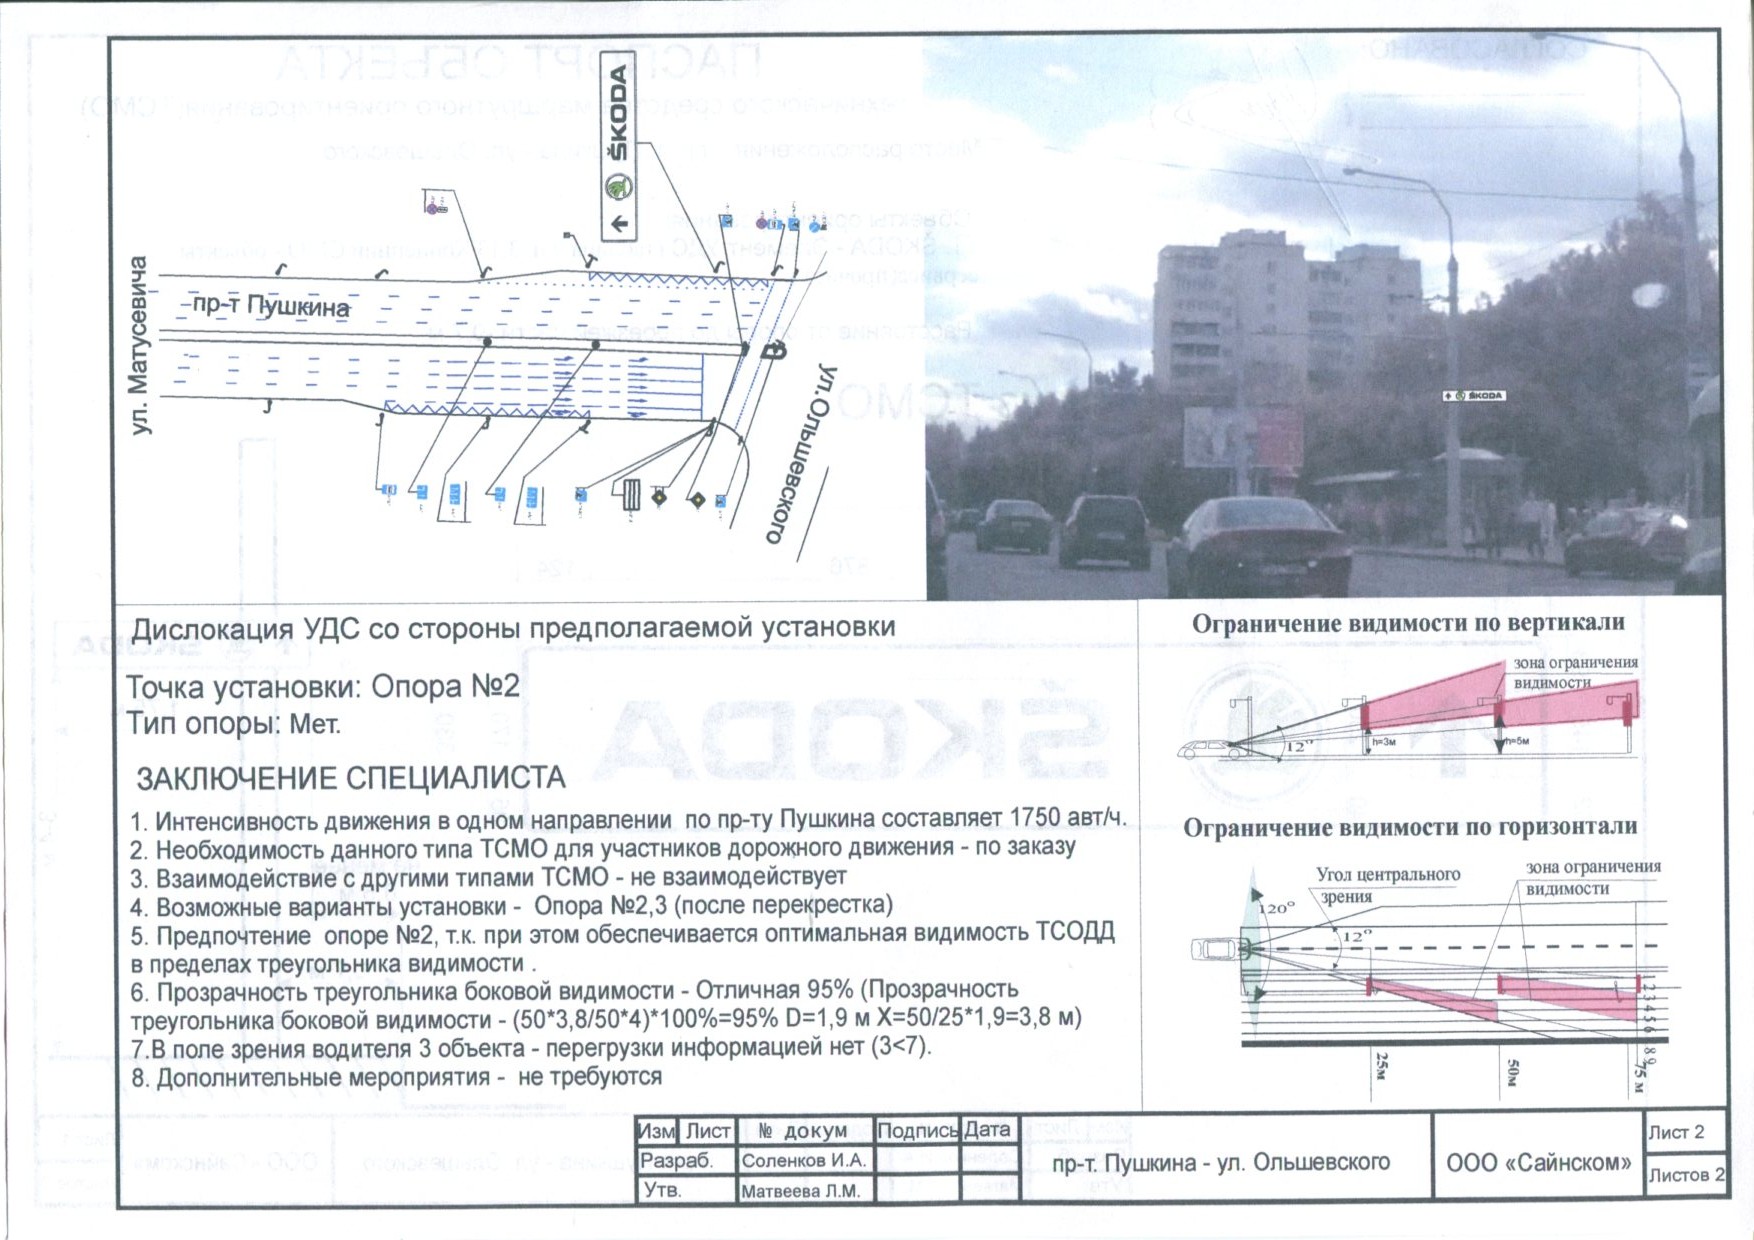 ŠKODA
ул. Матусевича
пр-т Пушкина
ул.Ольшевского
ŠKODA
Дислокация УДС со стороны предполагаемой установки
Точка установки: Опора №2
Тип опоры: Мет.
ЗАКЛЮЧЕНИЕ СПЕЦИАЛИСТА
1. Интенсивность движения в одном направлении по пр-ту Пушкина составляет 1750 авт/ч.
2. Необходимость данного типа ТСМО для участников дорожного движения - по заказу
3. Взаимодействие с другими типами ТСМО - не взаимодействует
4. Возможные варианты установки - Опора №2,3 (после перекрестка)
5. Предпочтение опоре №2, т.к. при этом обеспечивается оптимальная видимость ТСОДД
в пределах треугольника видимости .
6. Прозрачность треугольника боковой видимости - Отличная 95% (Прозрачность
треугольника боковой видимости - (50*3,8/50*4)*100%=95% D=1,9 м X=50/25*1,9=3,8 м)
7.В поле зрения водителя 3 объекта - перегрузки информацией нет (3<7).
8. Дополнительные мероприятия - не требуются
Ограничение видимости по вертикали
зона ограничения
видимости
12°
h=3м
h=5м
Ограничение видимости по горизонтали
Угол центрального
зрения
зона ограничения
видимости
120°
12°
2 3 4 5 6
8 9
25м
50м
75 м
Изм Лист № докум Подпись Дата
Разраб. Соленков И.А.
Утв. Матвеева Л.М.
пр-т. Пушкина - ул. Ольшевского
ООО «Сайнском»
Лист 2
Листов 2